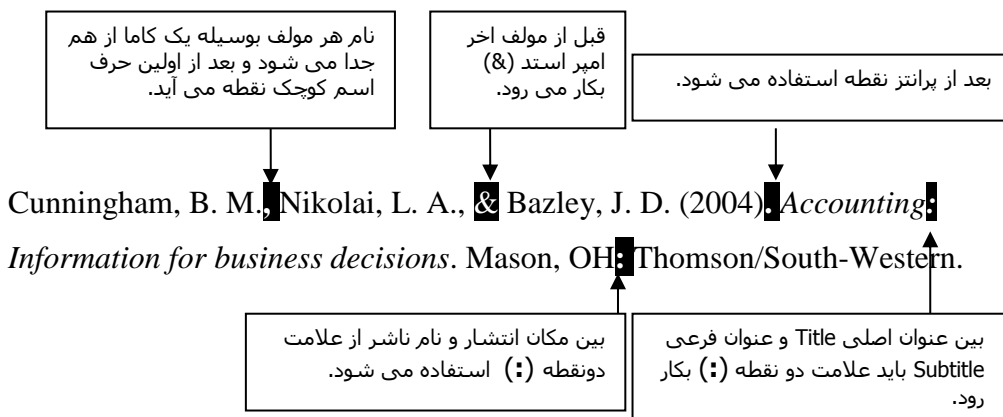 نام هر مولف بوسیله یک کاما از هم
جدا می شود و بعد از اولین حرف
اسم کوچک نقطه می آید.
قبل از مولف اخر
امپر استد (&)
بکار می رود.
بعد از پرانتز نقطه استفاده می شود.
Cunningham, B. M., Nikolai, L. A., & Bazley, J. D. (2004). Accounting:
Information for business decisions. Mason, OH: Thomson/South-Western.
بین مکان انتشار و نام ناشر از علامت
دونقطه (:) استفاده می شود.
بین عنوان اصلی Title و عنوان فرعی
Subtitle باید علامت دو نقطه (:) بکار
رود.